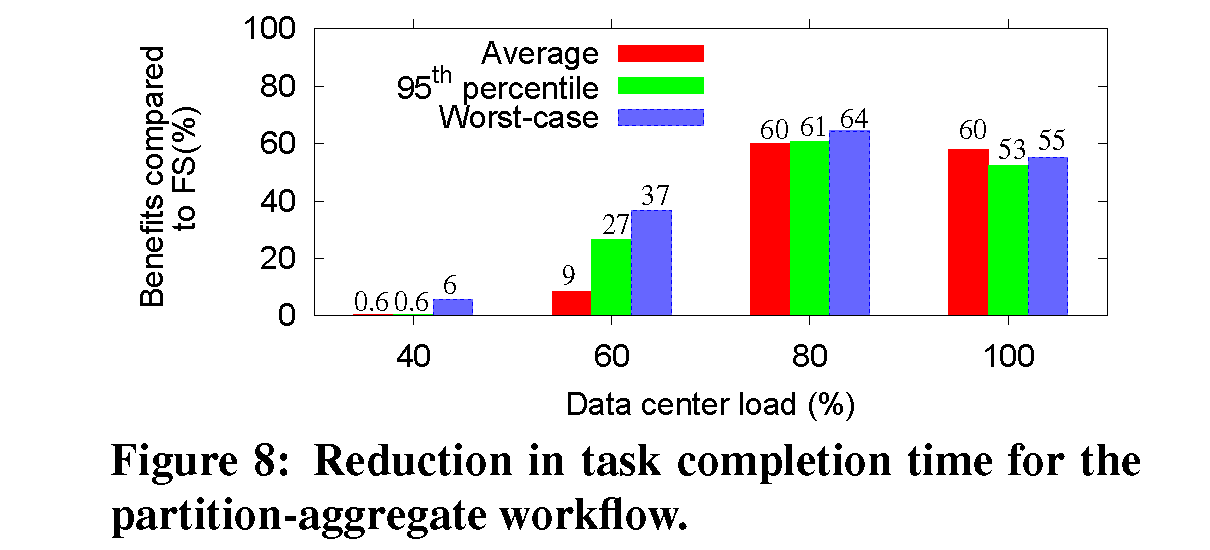 100
80
60
40
20
0
Benefits compared
to FS(%)
Average
95th percentile
Worst-case
0.6 0.6 6
9 27 37
60 61 64
60 53 55
40 60 80 100
Data center load (%)
Figure 8: Reduction in task completion time for the
partition-aggregate workflow.